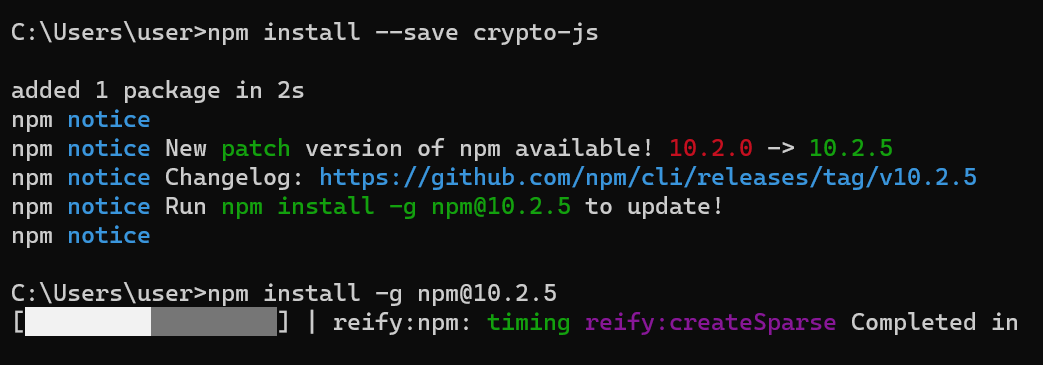 C:\Users\user>npm install --save crypto-js
added 1 package in 2s
npm notice
npm notice New patch version of npm available! 10.2.0 -> 10.2.5
npm notice Changelog: https://github.com/npm/cli/releases/tag/v10.2.5
npm notice Run npm install -g npm@10.2.5 to update!
npm notice
C:\Users\user>npm install -g npm@10.2.5
[] | reify:npm: timing reify:createSparse Completed in